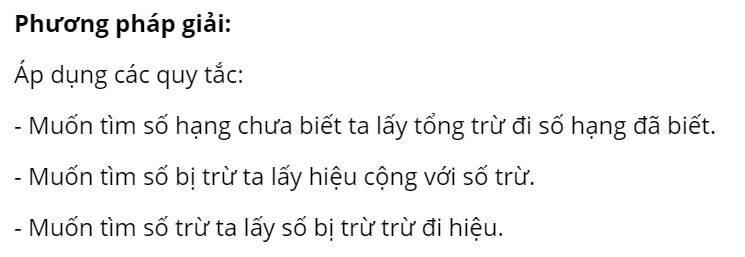 Phương pháp giải:
Áp dụng các quy tắc:
- Muốn tìm số hạng chưa biết ta lấy tổng trừ đi số hạng đã biết.
- Muốn tìm số bị trừ ta lấy hiệu cộng với số trừ.
- Muốn tìm số trừ ta lấy số bị trừ trừ đi hiệu.